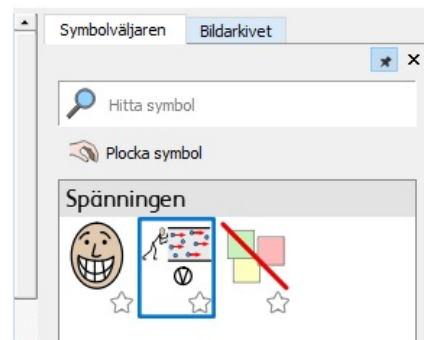 Symbolväljaren Bildarkivet
Hitta symbol
Plocka symbol
Spänningen
V